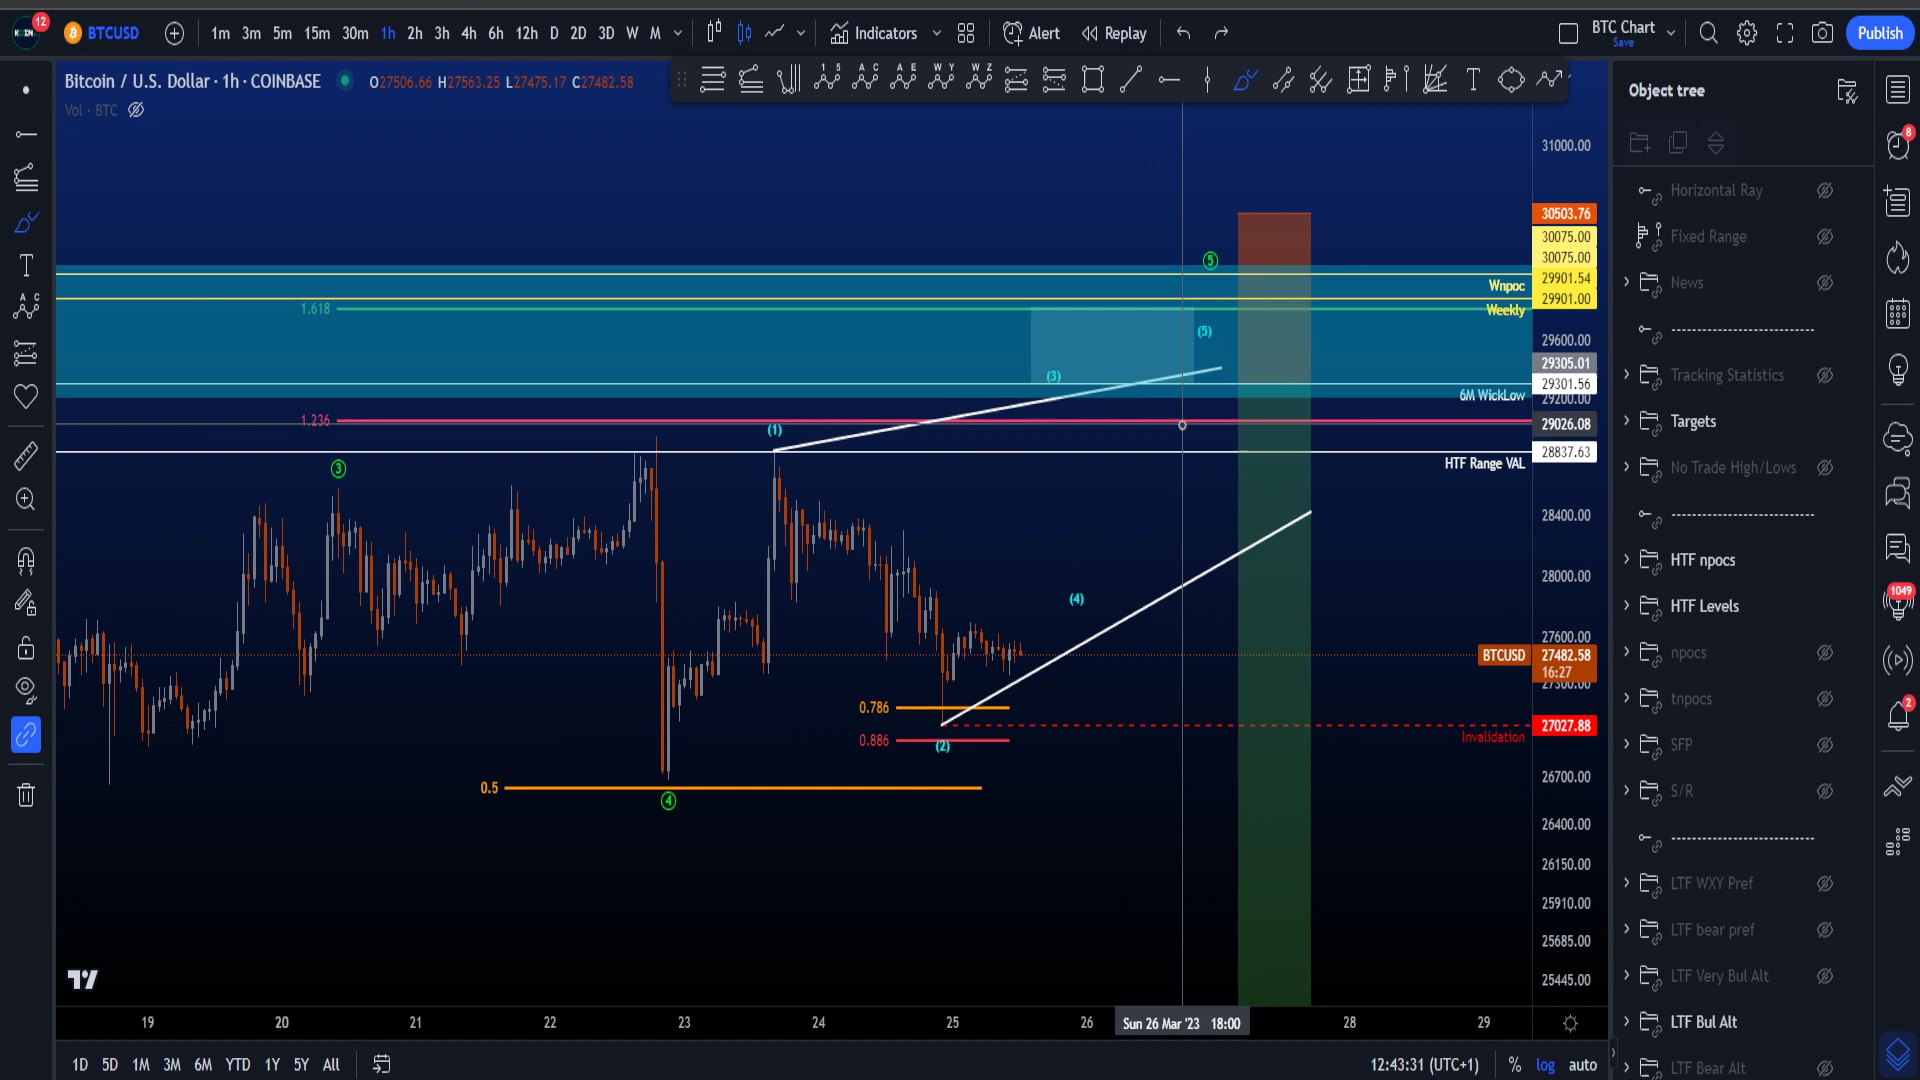 12
BTCUSD
1m 3m 5m 15m 30m 1h 2h 3h 4h 6h 12h D 2D 3D W M
Indicators
Alert
Replay
BTC Chart
Save
Publish
Bitcoin / U.S. Dollar · 1h · COINBASE
O27506.66 H27563.25 L27475.17 C27482.58
Vol · BTC
Object tree
31000.00
30503.76
30075.00
30075.00
29901.54
29901.00
29600.00
29305.01
29301.56
29200.00
29026.08
28837.63
28400.00
28000.00
27600.00
BTCUSD
27482.58
16:27
27300.00
27027.88
26700.00
26400.00
26150.00
25910.00
25685.00
25445.00
Wnpoc
Weekly
6M WickLow
HTF Range VAL
Invalidation
1.618
1.236
0.786
0.886
0.5
3
4
5
(1)
(2)
(3)
(4)
(5)
Horizontal Ray
Fixed Range
News
------------------------------
Tracking Statistics
Targets
No Trade High/Lows
------------------------------
HTF npocs
HTF Levels
npocs
tnpocs
SFP
S/R
------------------------------
LTF WXY Pref
LTF bear pref
LTF Very Bul Alt
LTF Bul Alt
LTF Bear Alt
8
1049
2
19 20 21 22 23 24 25 26 Sun 26 Mar '23 18:00 28 29
1D 5D 1M 3M 6M YTD 1Y 5Y All
12:43:31 (UTC+1) % log auto